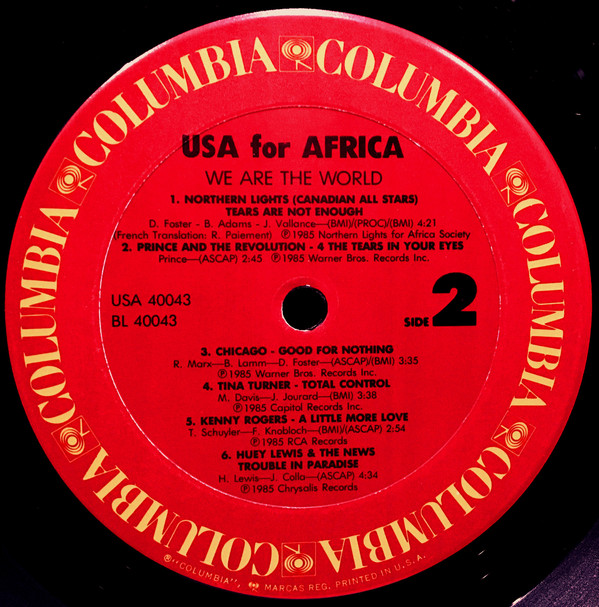 COLUMBIA COLUMBIA COLUMBIA COLUMBIA COLUMBIA COLUMBIA COLUMBIA COLUMBIA
USA for AFRICA
WE ARE THE WORLD
1. NORTHERN LIGHTS (CANADIAN ALL STARS)
TEARS ARE NOT ENOUGH
D. Foster - B. Adams - J. Vallance—(BMI)/(PROC)/(BMI) 4:21
(French Translation: R. Paiement) ℗1985 Northern Lights for Africa Society
2. PRINCE AND THE REVOLUTION - 4 THE TEARS IN YOUR EYES
Prince—(ASCAP) 2:45 ℗1985 Warner Bros. Records Inc.
USA 40043
BL 40043
SIDE 2
3. CHICAGO - GOOD FOR NOTHING
R. Marx—B. Lamm—D. Foster—(ASCAP)/(BMI) 3:35
℗1985 Warner Bros. Records Inc.
4. TINA TURNER - TOTAL CONTROL
M. Davis—J. Jourard—(BMI) 3:38
℗1985 Capitol Records Inc.
5. KENNY ROGERS - A LITTLE MORE LOVE
T. Schuyler—F. Knobloch—(BMI)/(ASCAP) 2:54
℗1985 RCA Records
6. HUEY LEWIS & THE NEWS
TROUBLE IN PARADISE
H. Lewis—J. Colla—(ASCAP) 4:34
℗1985 Chrysalis Records
®"COLUMBIA", MARCAS REG. PRINTED IN U.S.A.